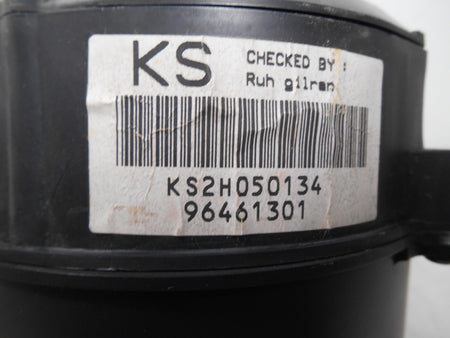 KS
CHECKED BY :
Ruh gilran
KS2H050134
96461301